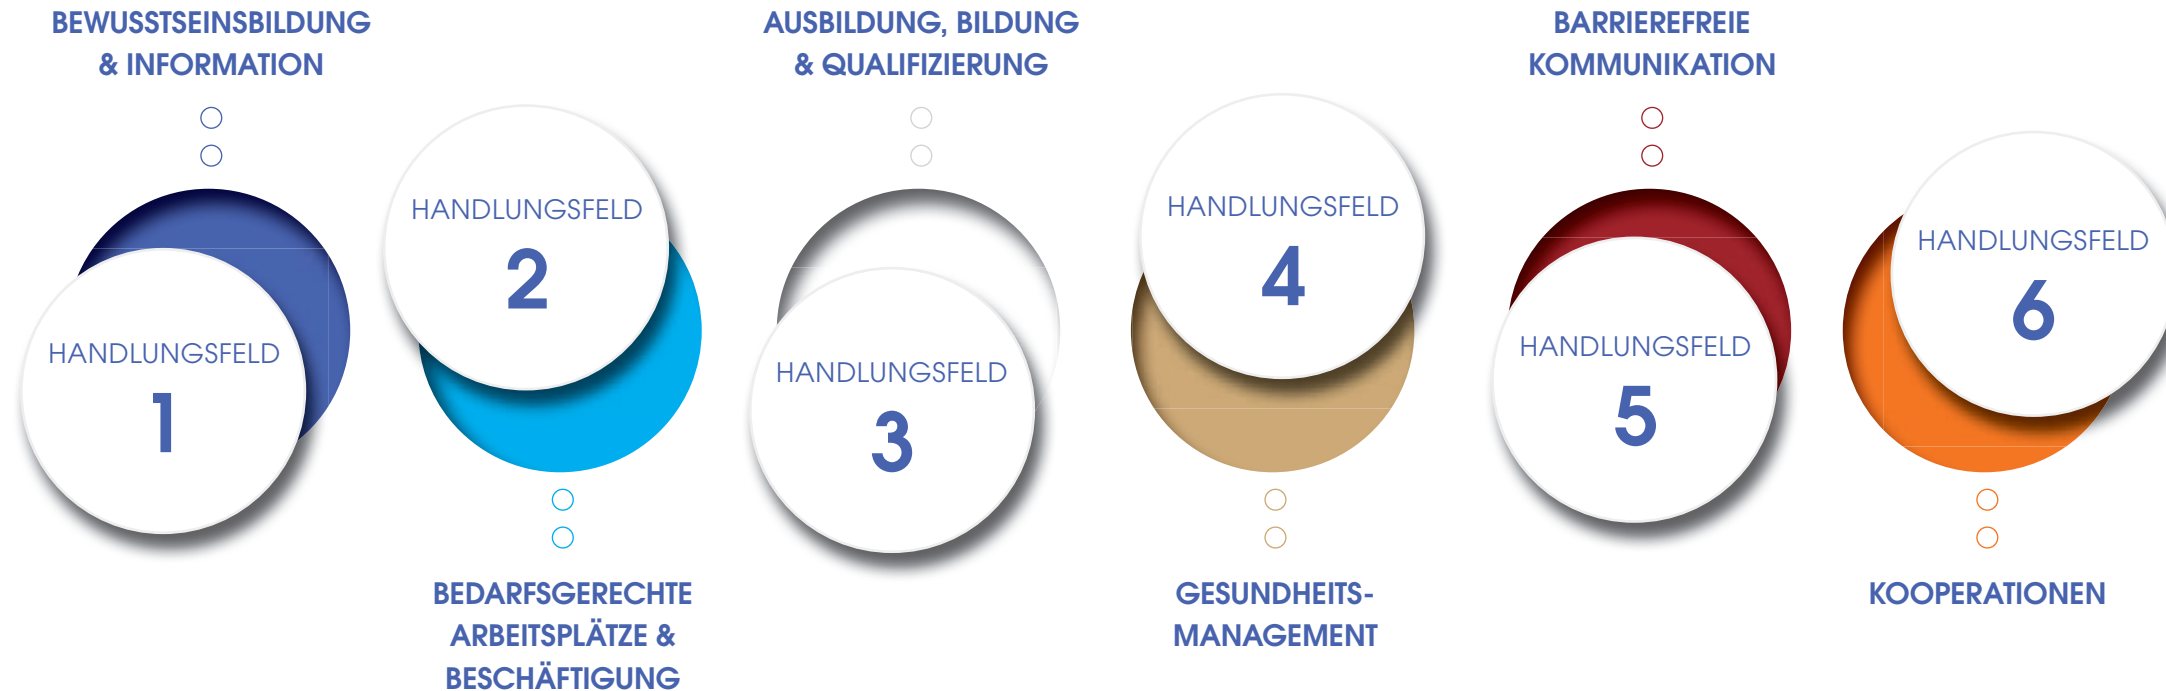 BEWUSSTSEINSBILDUNG
& INFORMATION
HANDLUNGSFELD
1
HANDLUNGSFELD
2
BEDARFSGERECHTE
ARBEITSPLÄTZE &
BESCHÄFTIGUNG
AUSBILDUNG, BILDUNG
& QUALIFIZIERUNG
HANDLUNGSFELD
3
HANDLUNGSFELD
4
GESUNDHEITS-
MANAGEMENT
BARRIEREFREIE
KOMMUNIKATION
HANDLUNGSFELD
5
HANDLUNGSFELD
6
KOOPERATIONEN